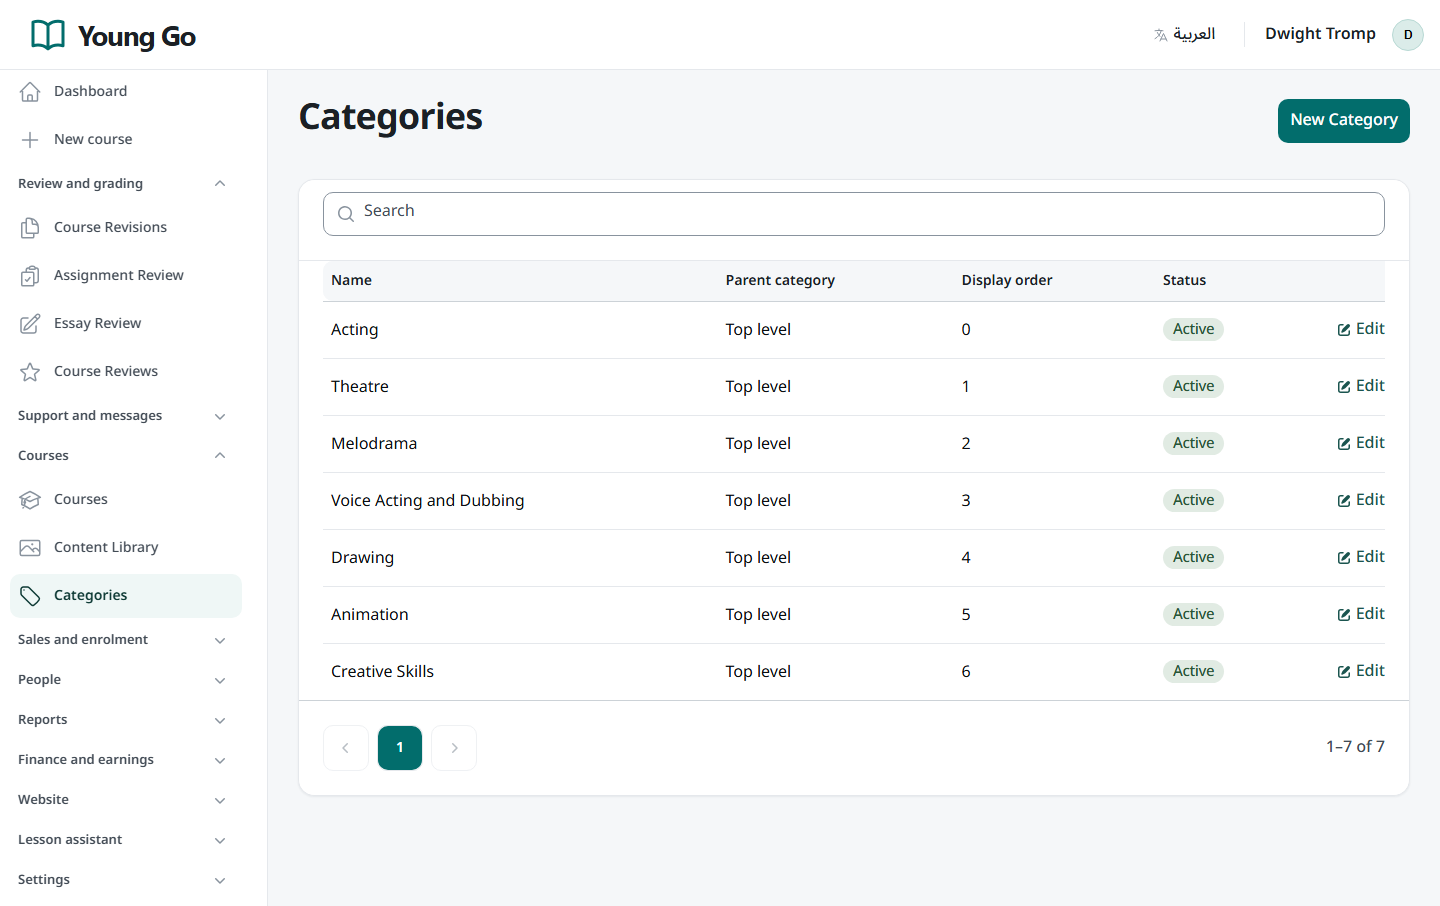 Young Go
العربية
Dwight Tromp
D
Dashboard
New course
Review and grading
Course Revisions
Assignment Review
Essay Review
Course Reviews
Support and messages
Courses
Courses
Content Library
Categories
Sales and enrolment
People
Reports
Finance and earnings
Website
Lesson assistant
Settings
Categories
New Category
Search
Name Parent category Display order Status
Acting Top level 0 Active Edit
Theatre Top level 1 Active Edit
Melodrama Top level 2 Active Edit
Voice Acting and Dubbing Top level 3 Active Edit
Drawing Top level 4 Active Edit
Animation Top level 5 Active Edit
Creative Skills Top level 6 Active Edit
1
1–7 of 7